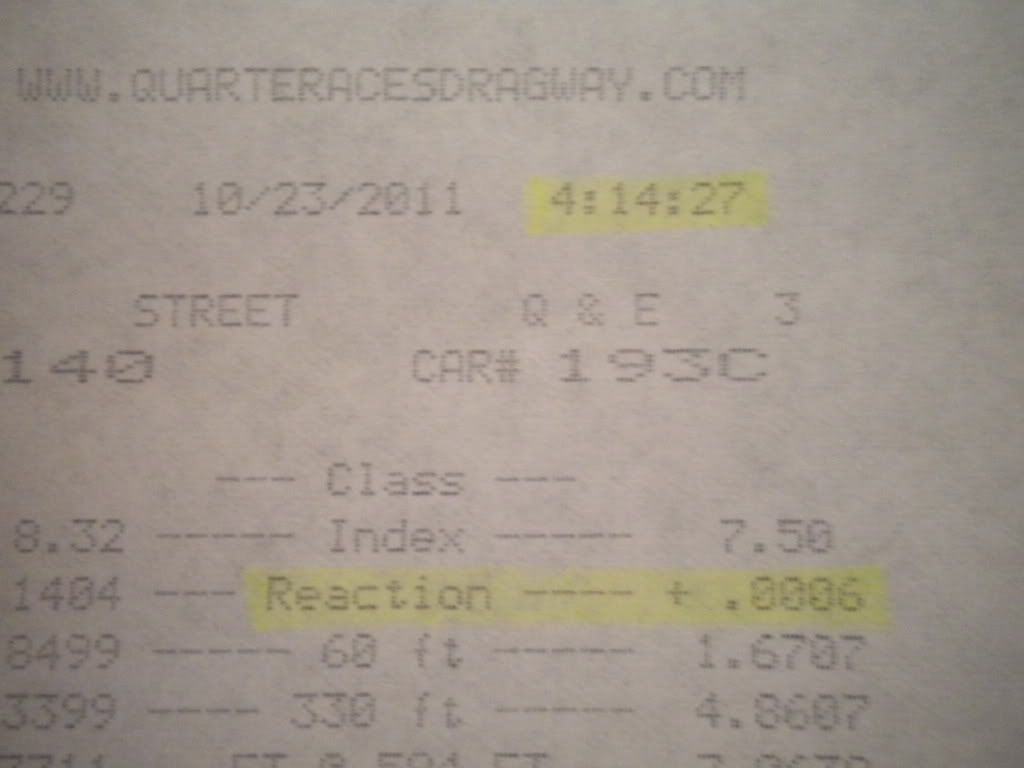 WWW.QUARTERACESDRAGWAY.COM
229 10/23/2011 4:14:27
STREET Q & E 3
140 CAR# 193C
--- Class ---
8.32 ----- Index ----- 7.50
1404 --- Reaction ---- + .0006
8499 ----- 60 ft ----- 1.6707
3399 ---- 330 ft ----- 4.8607